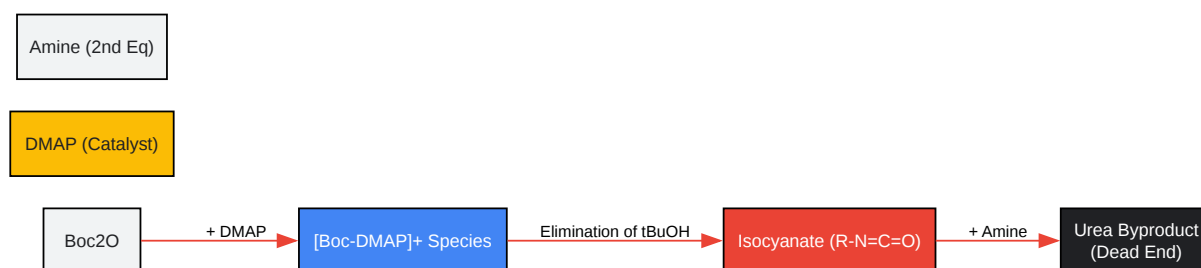 Amine (2nd Eq)
DMAP (Catalyst)
Boc2O
+ DMAP
[Boc-DMAP]+ Species
Elimination of tBuOH
Isocyanate (R-N=C=O)
+ Amine
Urea Byproduct
(Dead End)